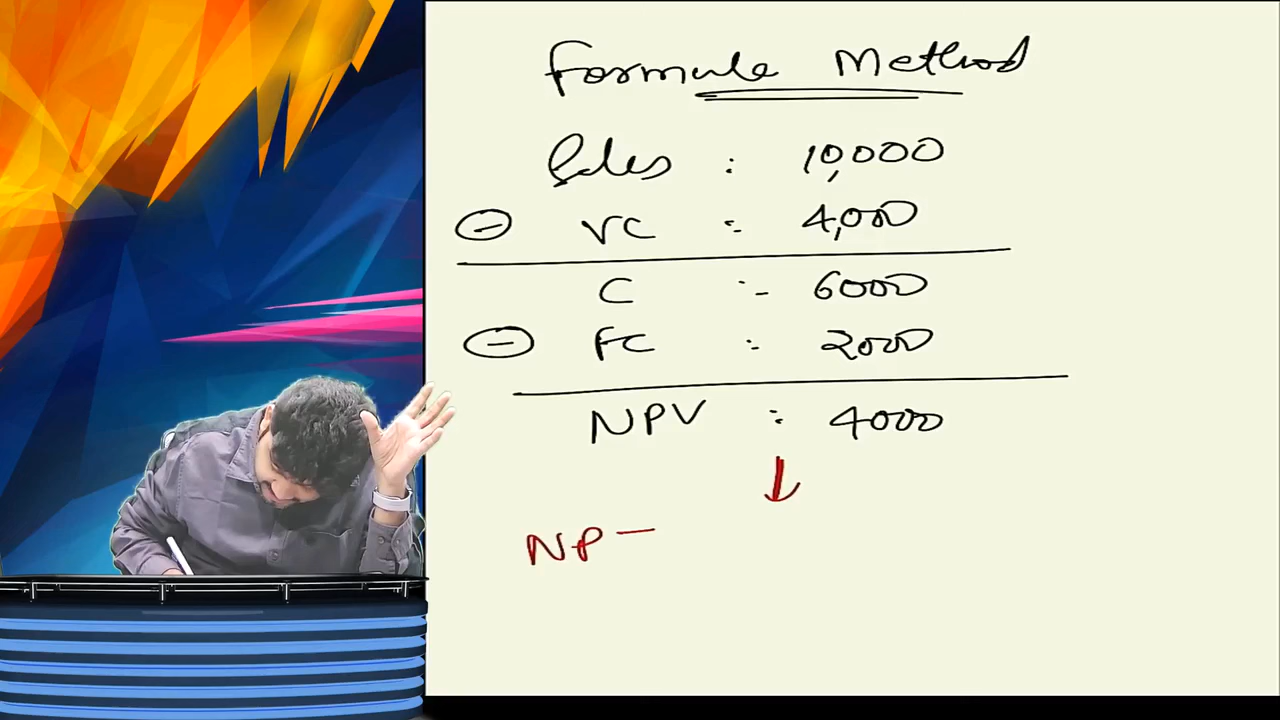 Formula Method
Sales : 10,000
⊖ VC : 4,000
C :- 6000
⊖ FC : 2000
NPV : 4000
↓
NP -